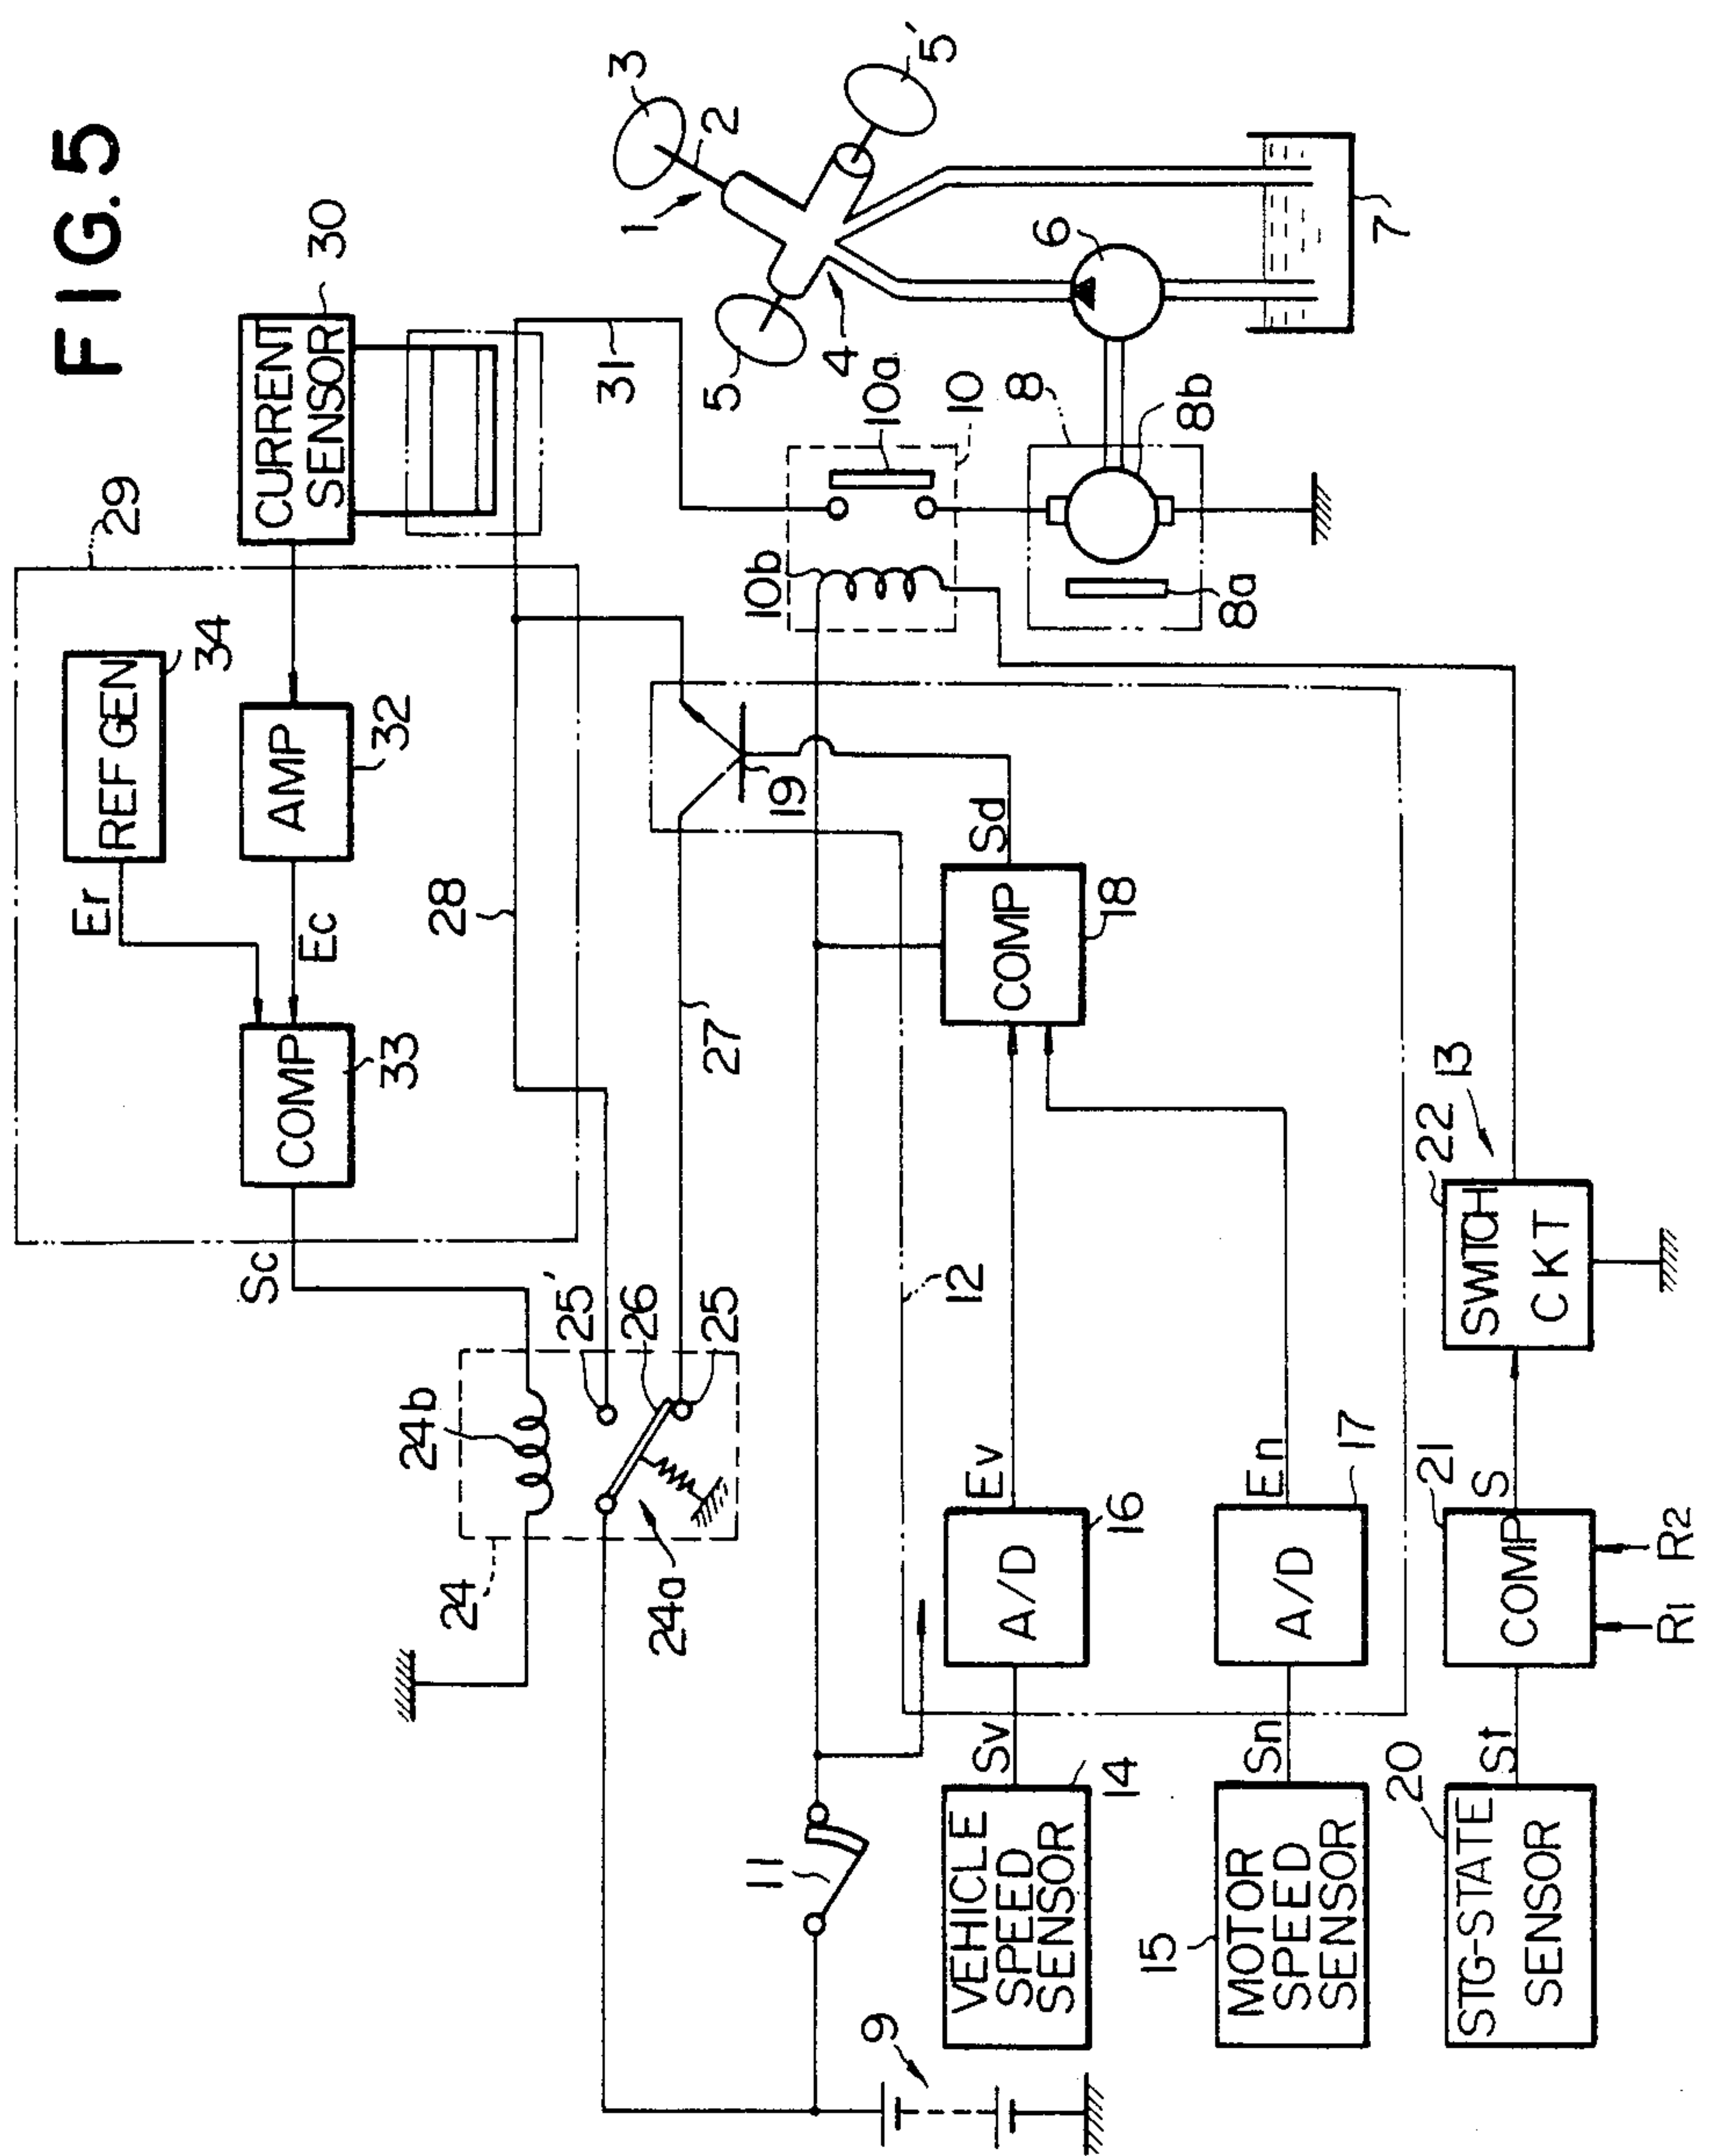 FIG. 5
29
34
REF GEN
CURRENT
SENSOR
30
Er
AMP
32
Ec
COMP
33
Sc
24b
24
24a
25'
26
25
28
27
31
3
2
1
5'
5
4
6
7
10a
10
10b
8
8b
8a
19
Sd
COMP
18
12
11
9
Ev
A/D
16
Sv
VEHICLE
SPEED
SENSOR
14
En
A/D
17
Sn
MOTOR
SPEED
SENSOR
15
13
22
SWITCH
CKT
S
21
COMP
R1
R2
St
20
STG-STATE
SENSOR